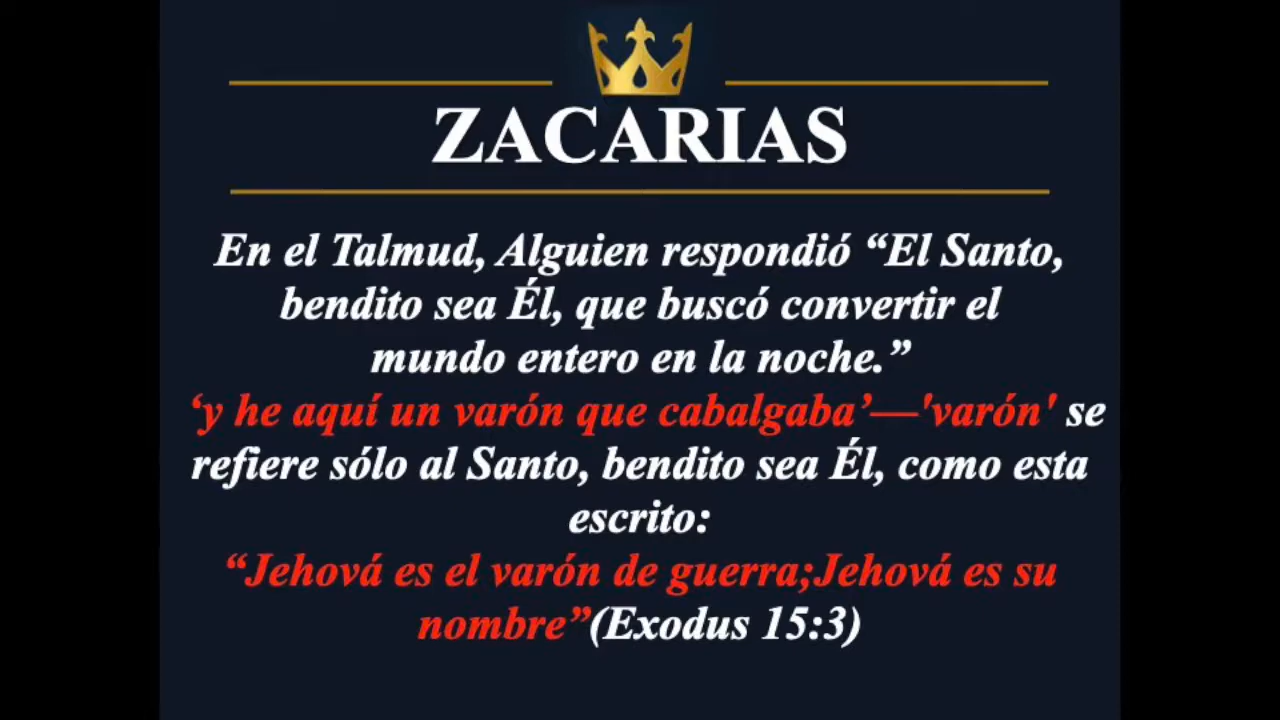 ZACARIAS
En el Talmud, Alguien respondió “El Santo,
bendito sea Él, que buscó convertir el
mundo entero en la noche.”
‘y he aquí un varón que cabalgaba’—'varón' se
refiere sólo al Santo, bendito sea Él, como esta
escrito:
“Jehová es el varón de guerra;Jehová es su
nombre”(Exodus 15:3)